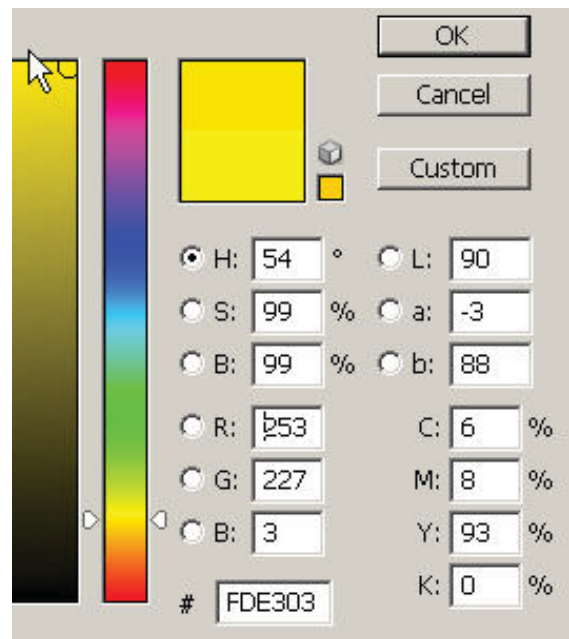 OK
Cancel
Custom
H: 54 ° L: 90
S: 99 % a: -3
B: 99 % b: 88
R: 253 C: 6 %
G: 227 M: 8 %
B: 3 Y: 93 %
# FDE303 K: 0 %